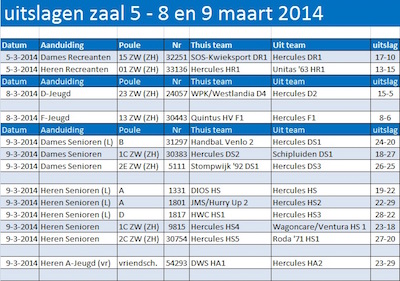 uitslagen zaal 5 - 8 en 9 maart 2014
Datum Aanduiding Poule Nr Thuis team Uit team uitslag
5-3-2014 Dames Recreanten 15 ZW (ZH) 32251 SOS-Kwieksport DR1 Hercules DR1 17-10
5-3-2014 Heren Recreanten 01 ZW (ZH) 33136 Hercules HR1 Unitas '63 HR1 13-15
Datum Aanduiding Poule Nr Thuis team Uit team uitslag
8-3-2014 D-Jeugd 23 ZW (ZH) 24057 WPK/Westlandia D4 Hercules D2 15-5
8-3-2014 F-Jeugd 13 ZW (ZH) 30443 Quintus HV F1 Hercules F1 8-6
Datum Aanduiding Poule Nr Thuis team Uit team uitslag
9-3-2014 Dames Senioren (L) B 31297 Handbal Venlo 2 Hercules DS1 24-20
9-3-2014 Dames Senioren 1C ZW (ZH) 30383 Hercules DS2 Schipluiden DS1 18-27
9-3-2014 Dames Senioren 2E ZW (ZH) 5111 Stompwijk '92 DS1 Hercules DS3 26-25
9-3-2014 Heren Senioren (L) A 1331 DIOS HS Hercules HS 19-22
9-3-2014 Heren Senioren (L) A 1801 JMS/Hurry Up 2 Hercules HS2 22-23
9-3-2014 Heren Senioren (L) D 1817 HWC HS1 Hercules HS3 28-22
9-3-2014 Heren Senioren 1C ZW (ZH) 9815 Hercules HS4 Wagoncare/Ventura HS 1 23-18
9-3-2014 Heren Senioren 2C ZW (ZH) 30754 Hercules HS5 Roda '71 HS1 27-20
9-3-2014 Heren A-Jeugd (vr) vriendsch. 54293 DWS HA1 Hercules HA2 23-29